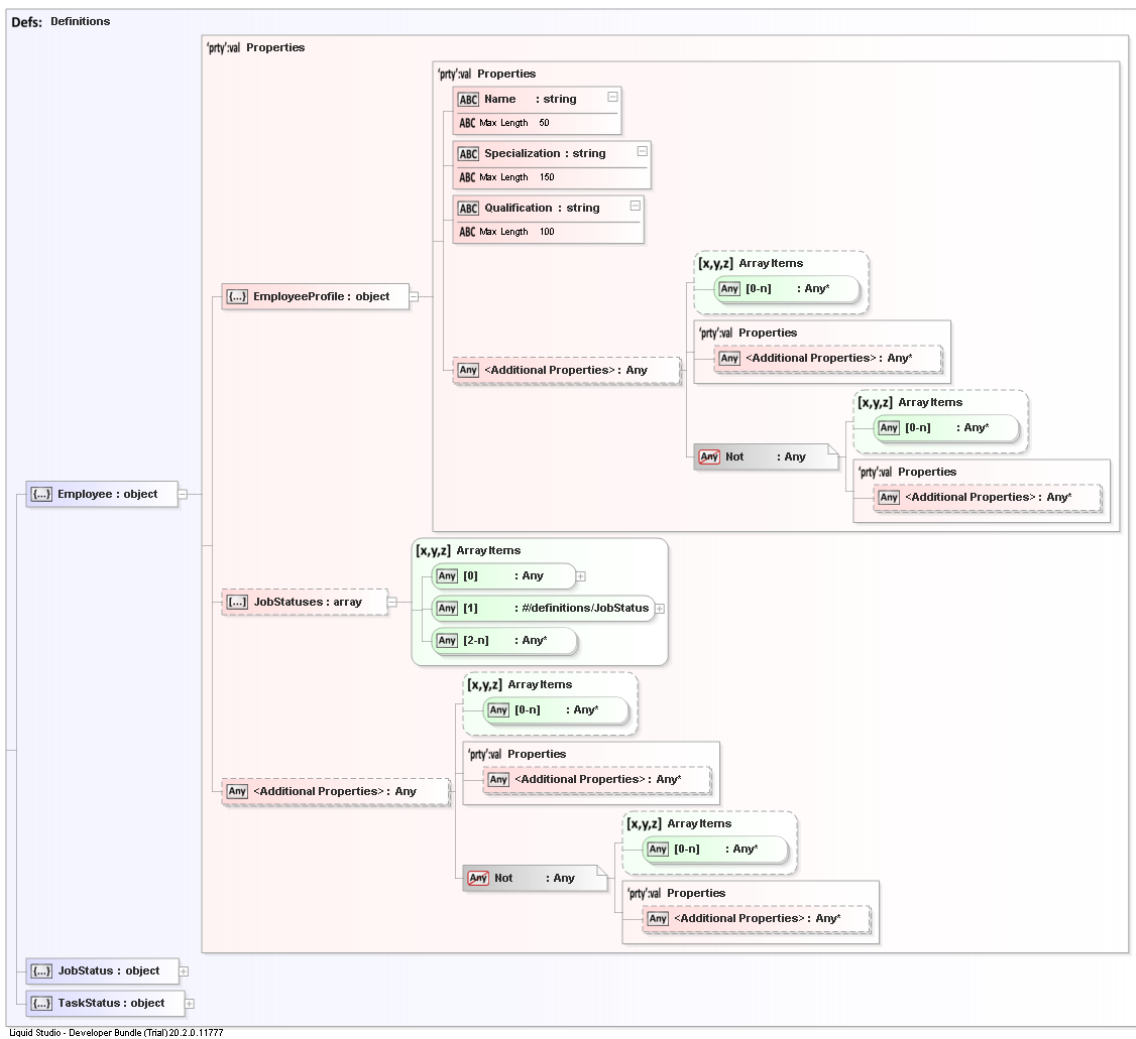 Defs: Definitions
'prty':val Properties
'prty':val Properties
ABC Name : string
ABC Max Length 50
ABC Specialization : string
ABC Max Length 150
ABC Qualification : string
ABC Max Length 100
[x,y,z] Array Items
Any [0-n] : Any*
{...} EmployeeProfile : object
'prty':val Properties
Any <Additional Properties> : Any*
Any <Additional Properties> : Any
[x,y,z] Array Items
Any [0-n] : Any*
Any Not : Any
'prty':val Properties
Any <Additional Properties> : Any*
{...} Employee : object
[x,y,z] Array Items
Any [0] : Any
[...] JobStatuses : array
Any [1] : #/definitions/JobStatus
Any [2-n] : Any*
[x,y,z] Array Items
Any [0-n] : Any*
'prty':val Properties
Any <Additional Properties> : Any*
Any <Additional Properties> : Any
[x,y,z] Array Items
Any [0-n] : Any*
Any Not : Any
'prty':val Properties
Any <Additional Properties> : Any*
{...} JobStatus : object
{...} TaskStatus : object
Liquid Studio - Developer Bundle (Trial) 20.2.0.11777